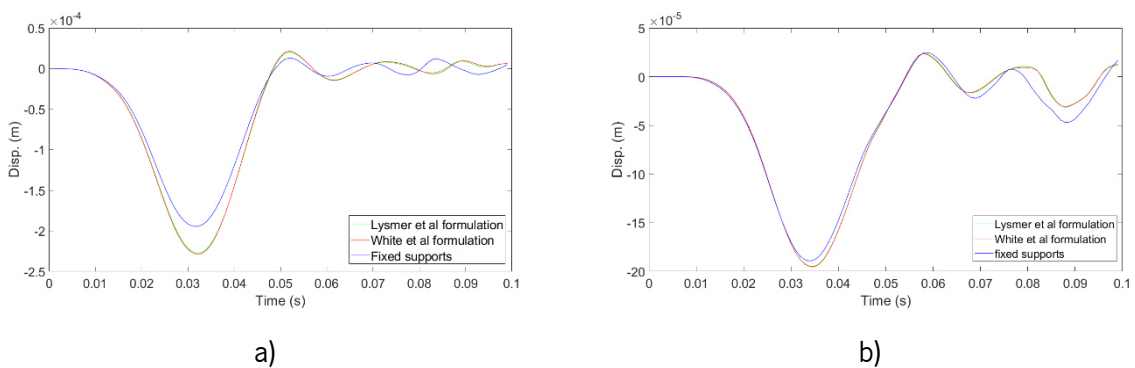 ×10-4
0.5
0
-0.5
-1
-1.5
-2
-2.5
Disp. (m)
0 0.01 0.02 0.03 0.04 0.05 0.06 0.07 0.08 0.09 0.1
Time (s)
Lysmer et al formulation
White et al formulation
Fixed supports
a)
×10-5
5
0
-5
-10
-15
-20
Disp. (m)
0 0.01 0.02 0.03 0.04 0.05 0.06 0.07 0.08 0.09 0.1
Time (s)
Lysmer et al formulation
White et al formulation
fixed supports
b)